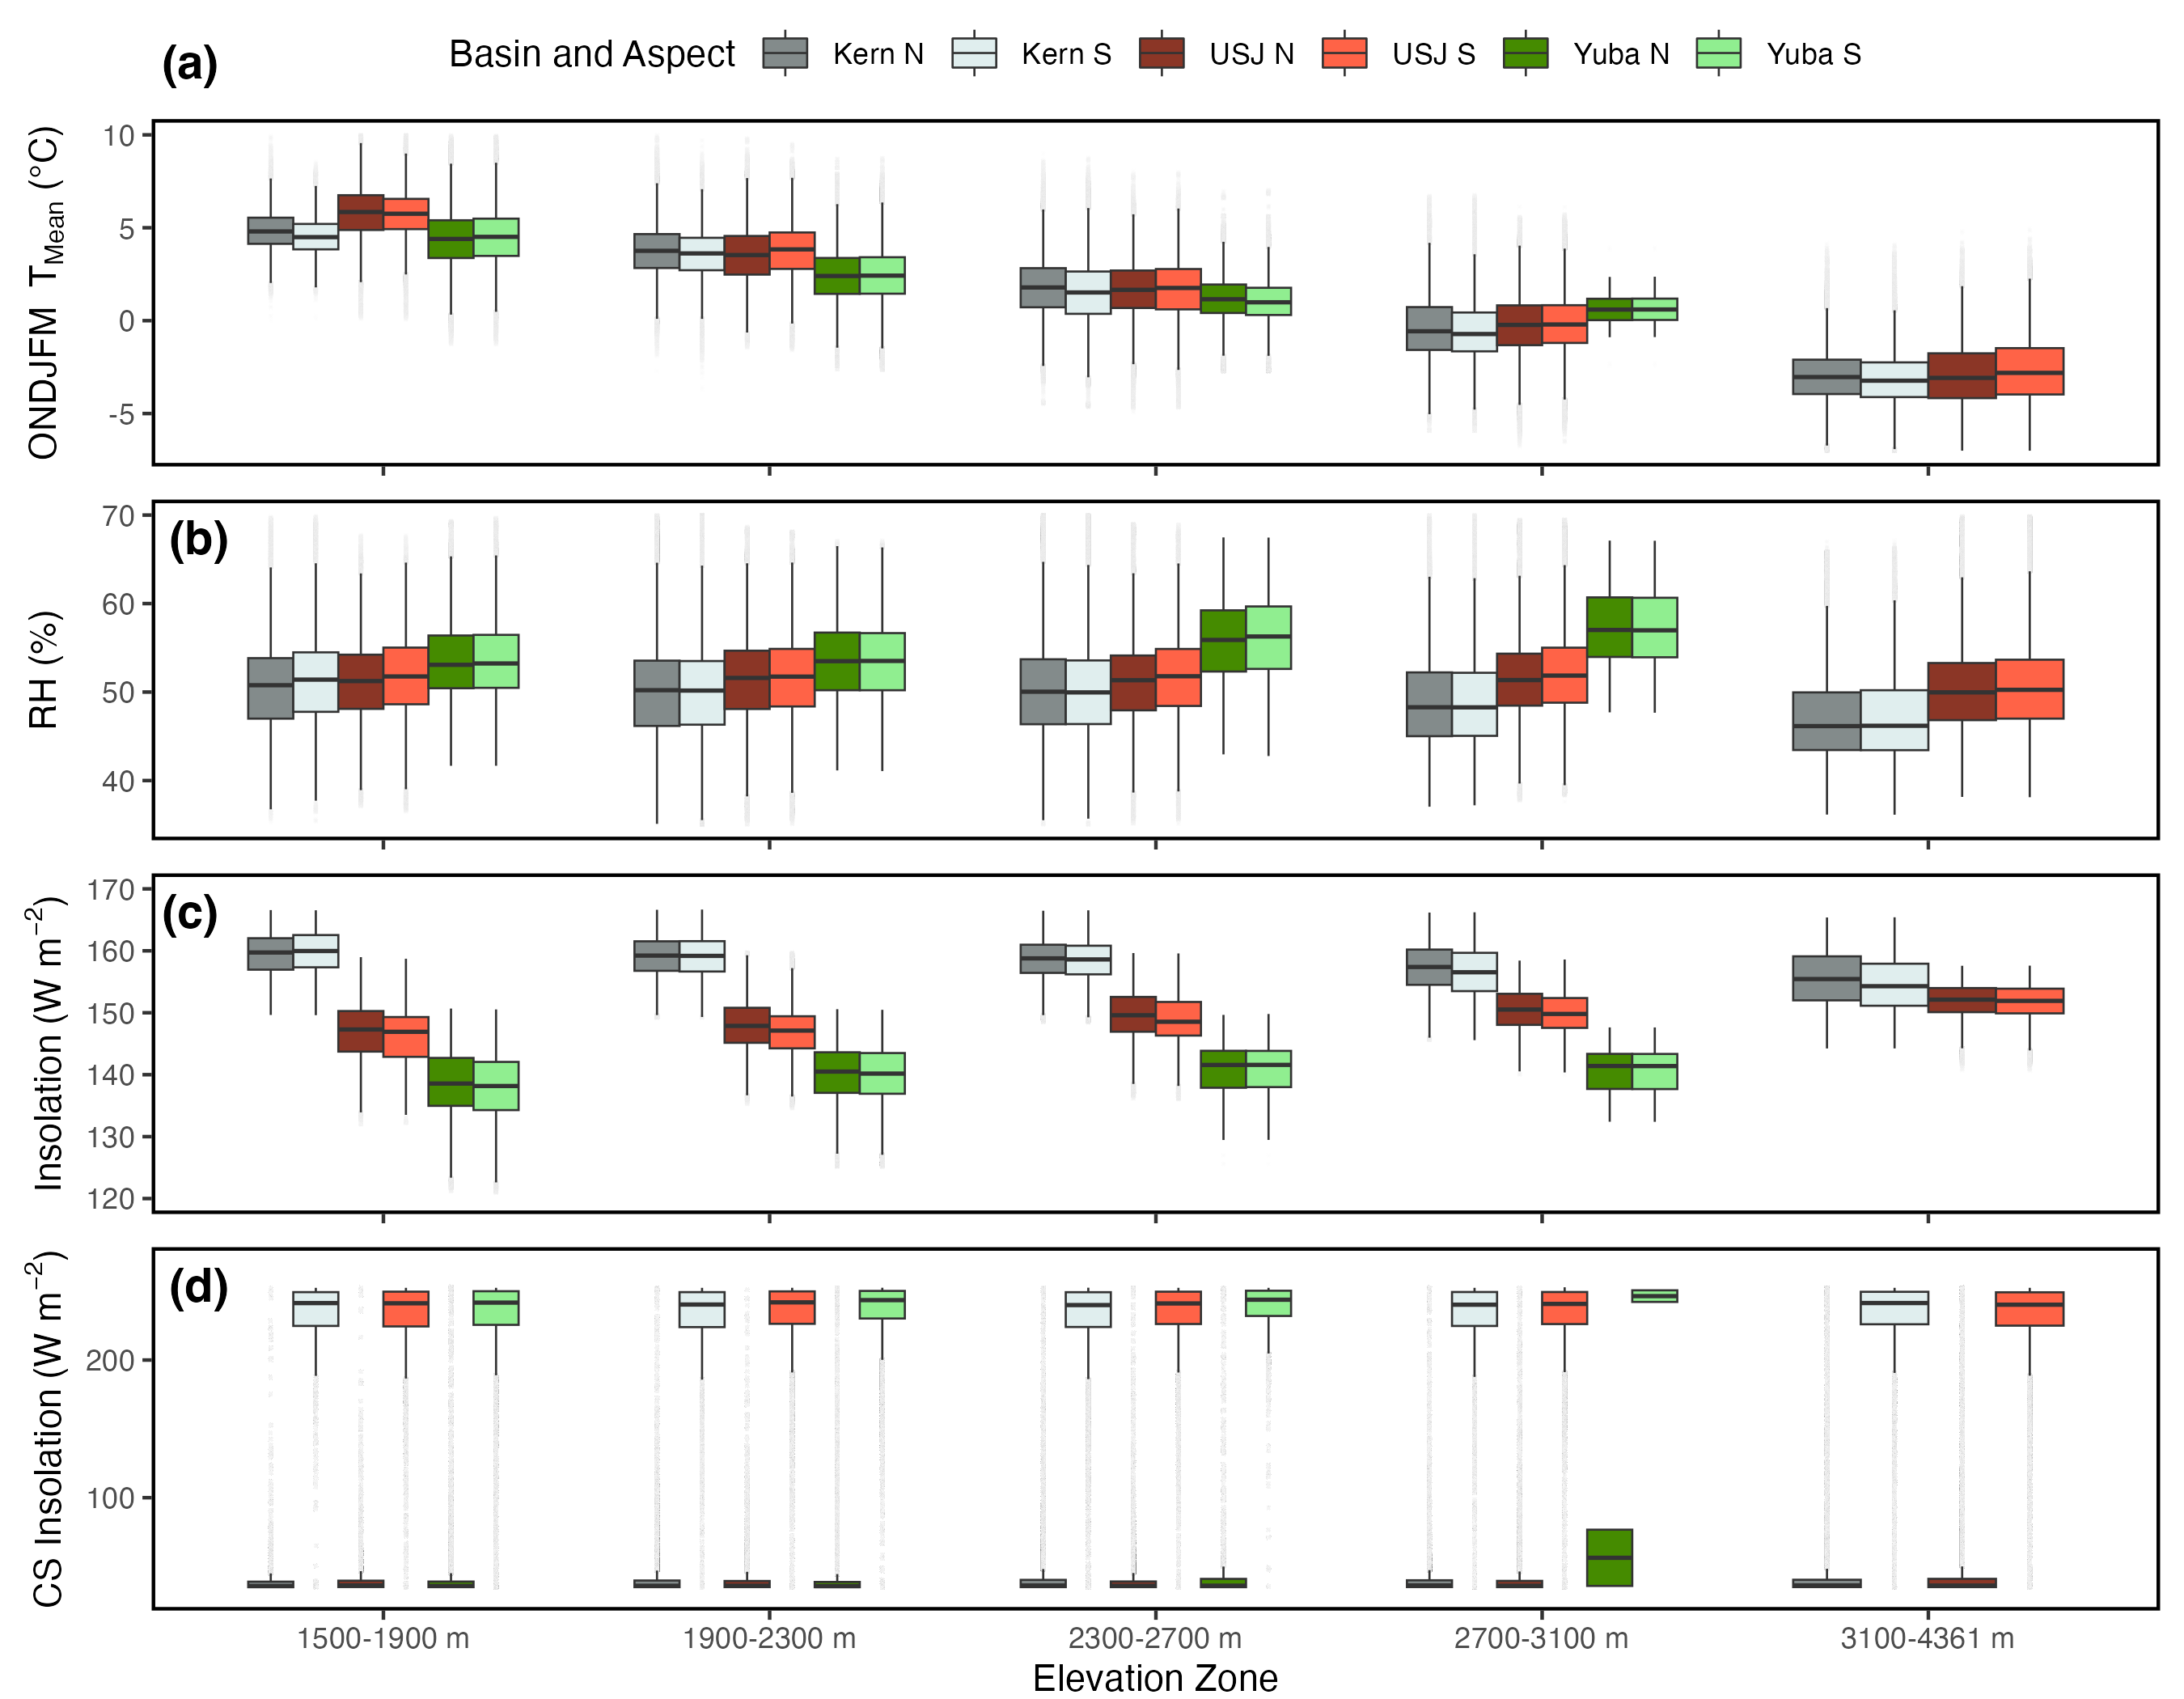 (a)
Basin and Aspect Kern N Kern S USJ N USJ S Yuba N Yuba S
ONDJFM T_Mean (°C)
10
5
0
-5
(b)
RH (%)
70
60
50
40
(c)
Insolation (W m⁻²)
170
160
150
140
130
120
(d)
CS Insolation (W m⁻²)
200
100
1500-1900 m 1900-2300 m 2300-2700 m 2700-3100 m 3100-4361 m
Elevation Zone